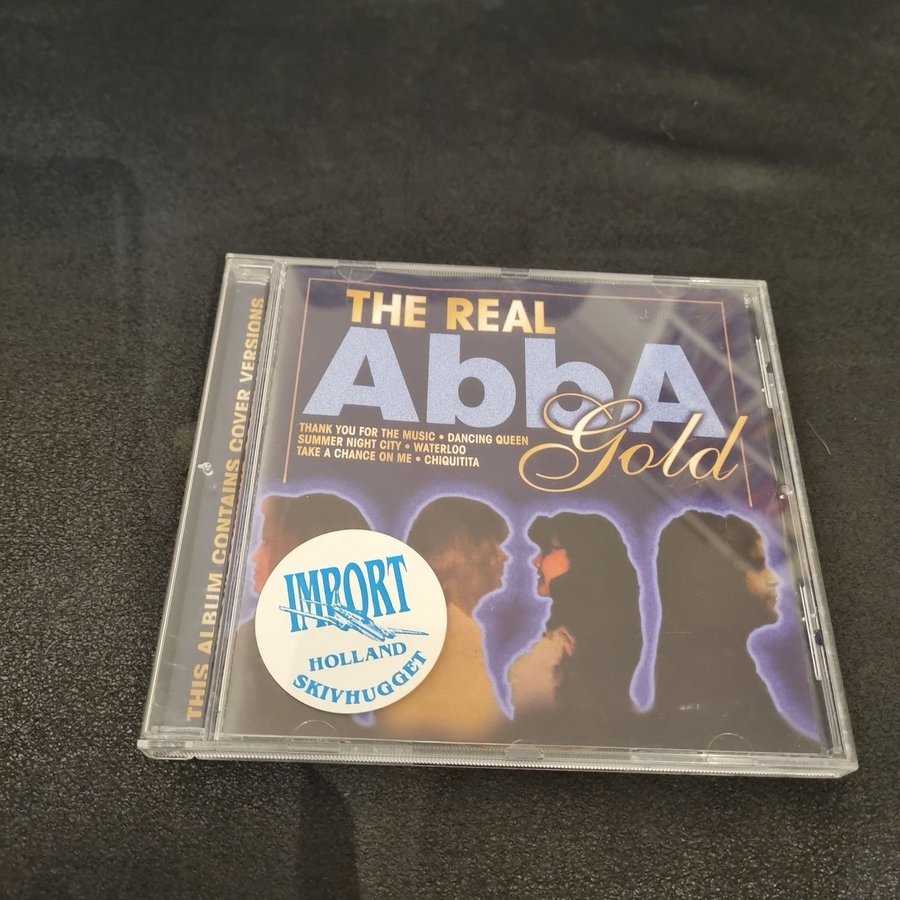 THE REAL
AbbA
Gold
THANK YOU FOR THE MUSIC • DANCING QUEEN
SUMMER NIGHT CITY • WATERLOO
TAKE A CHANCE ON ME • CHIQUITITA
THIS ALBUM CONTAINS COVER VERSIONS
IMPORT
HOLLAND
SKIVHUGGET